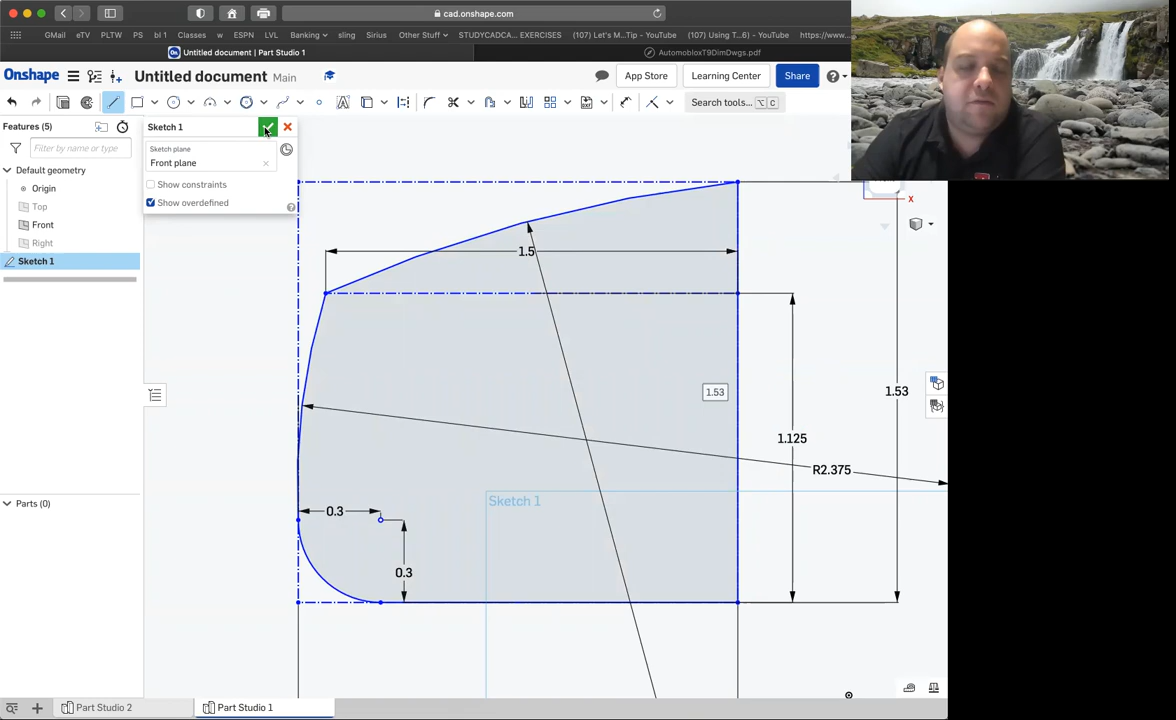 cad.onshape.com
GMail eTV PLTW PS bl 1 Classes w ESPN LVL Amazon sling Sirius Other Stuff STUDYCADCA... EXERCISES (107) Let's M...Tip - YouTube (107) Using T...6) - YouTube https://www...
Untitled document | Part Studio 1
AutomobloxT9DimDwgs.pdf
Onshape Untitled document Main App Store Learning Center Share
Search tools... ⌥ C
Features (5)
Filter by name or type
Default geometry
Origin
Top
Front
Right
Sketch 1
Parts (0)
Sketch 1
Sketch plane
Front plane
Show constraints
Show overdefined
X
1.5
1.53
1.53
1.125
R2.375
Sketch 1
0.3
0.3
Part Studio 2 Part Studio 1